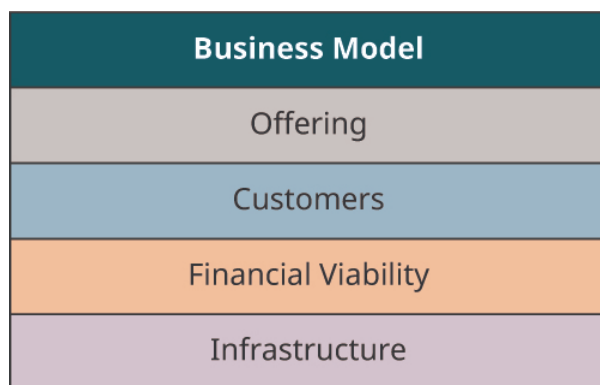 Business Model
Offering
Customers
Financial Viability
Infrastructure